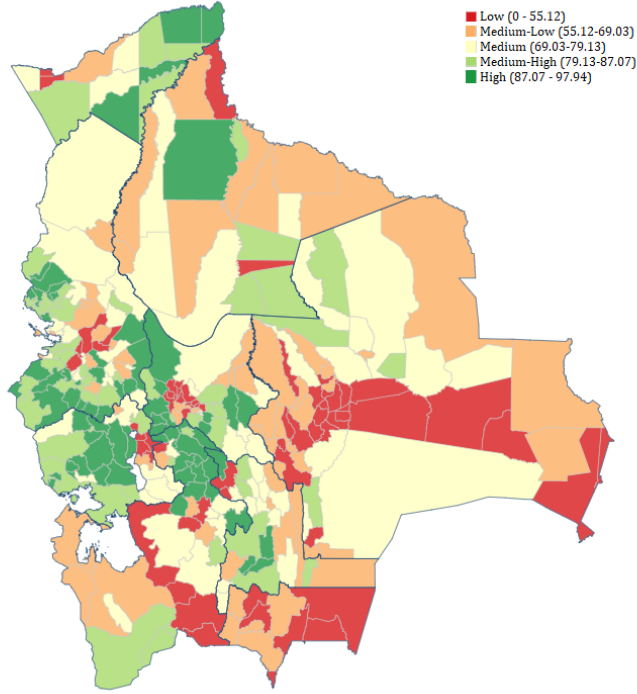 Low (0 - 55.12)
Medium-Low (55.12-69.03)
Medium (69.03-79.13)
Medium-High (79.13-87.07)
High (87.07 - 97.94)